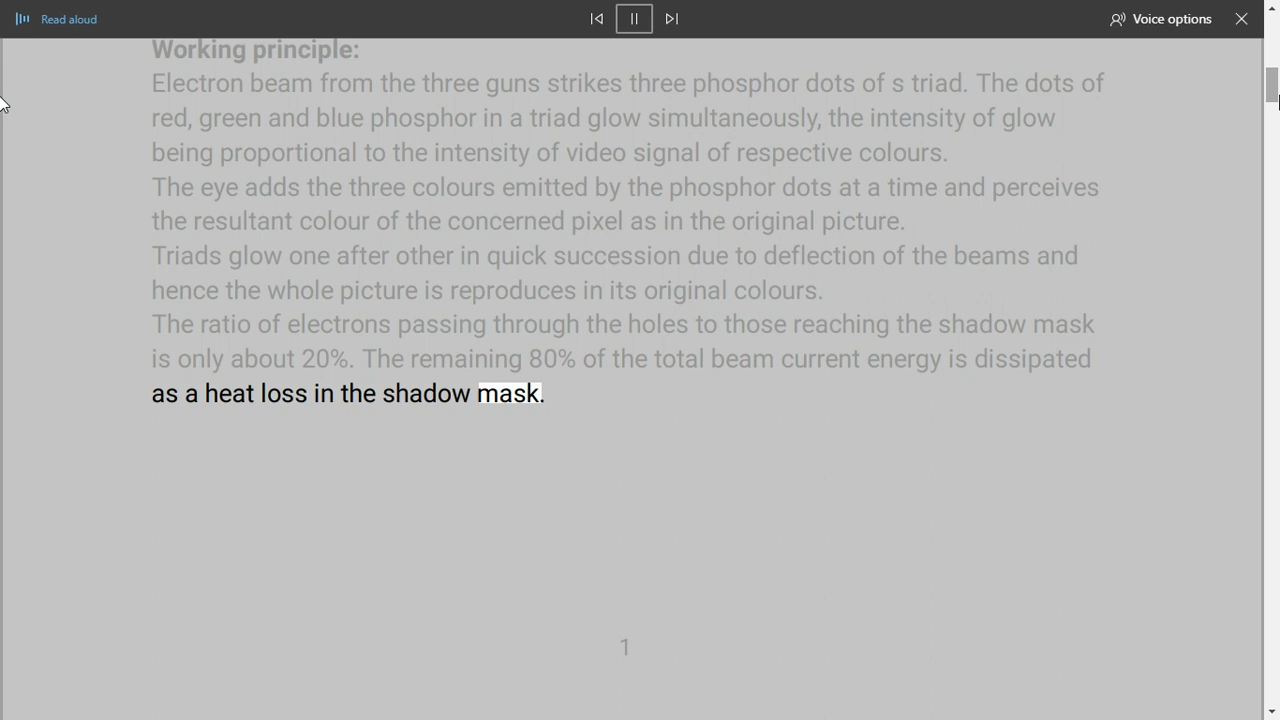 Read aloud
Voice options
Working principle:
Electron beam from the three guns strikes three phosphor dots of s triad. The dots of
red, green and blue phosphor in a triad glow simultaneously, the intensity of glow
being proportional to the intensity of video signal of respective colours.
The eye adds the three colours emitted by the phosphor dots at a time and perceives
the resultant colour of the concerned pixel as in the original picture.
Triads glow one after other in quick succession due to deflection of the beams and
hence the whole picture is reproduces in its original colours.
The ratio of electrons passing through the holes to those reaching the shadow mask
is only about 20%. The remaining 80% of the total beam current energy is dissipated
as a heat loss in the shadow mask.
1